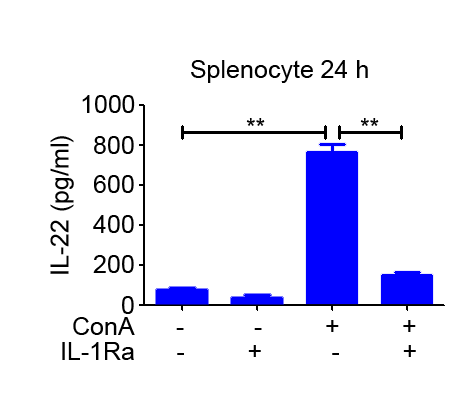 Splenocyte 24 h
1000
800
600
400
200
0
IL-22 (pg/ml)
** **
ConA - - + +
IL-1Ra - + - +